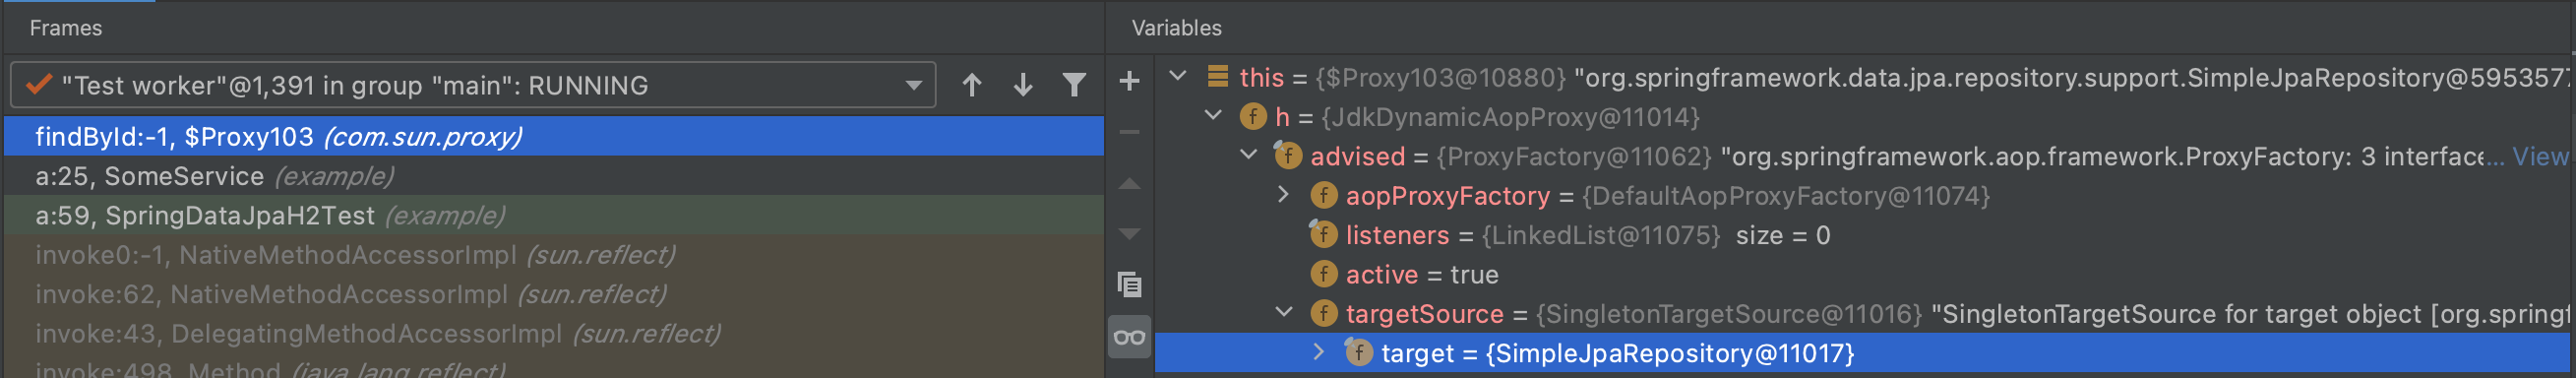 Frames
"Test worker"@1,391 in group "main": RUNNING
findById:-1, $Proxy103 (com.sun.proxy)
a:25, SomeService (example)
a:59, SpringDataJpaH2Test (example)
invoke0:-1, NativeMethodAccessorImpl (sun.reflect)
invoke:62, NativeMethodAccessorImpl (sun.reflect)
invoke:43, DelegatingMethodAccessorImpl (sun.reflect)
invoke:498, Method (java.lang.reflect)
Variables
this = {$Proxy103@10880} "org.springframework.data.jpa.repository.support.SimpleJpaRepository@5953577
f h = {JdkDynamicAopProxy@11014}
f advised = {ProxyFactory@11062} "org.springframework.aop.framework.ProxyFactory: 3 interface... View
f aopProxyFactory = {DefaultAopProxyFactory@11074}
f listeners = {LinkedList@11075} size = 0
f active = true
f targetSource = {SingletonTargetSource@11016} "SingletonTargetSource for target object [org.springf
f target = {SimpleJpaRepository@11017}